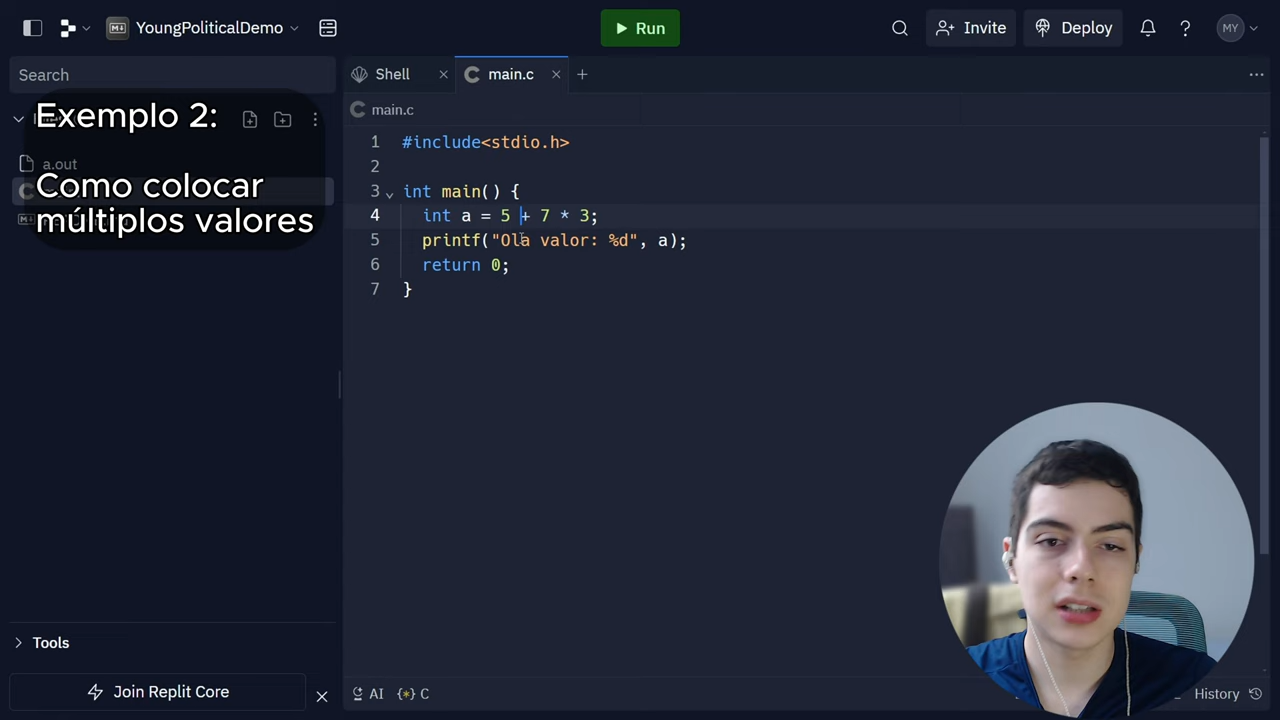 YoungPoliticalDemo
Run
Invite
Deploy
?
MY
Search
Shell
main.c
Exemplo 2:
Como colocar
múltiplos valores
a.out
main.c
1 #include<stdio.h>
2
3 int main() {
4 int a = 5 + 7 * 3;
5 printf("Ola valor: %d", a);
6 return 0;
7 }
Tools
Join Replit Core
AI
{*} C
History